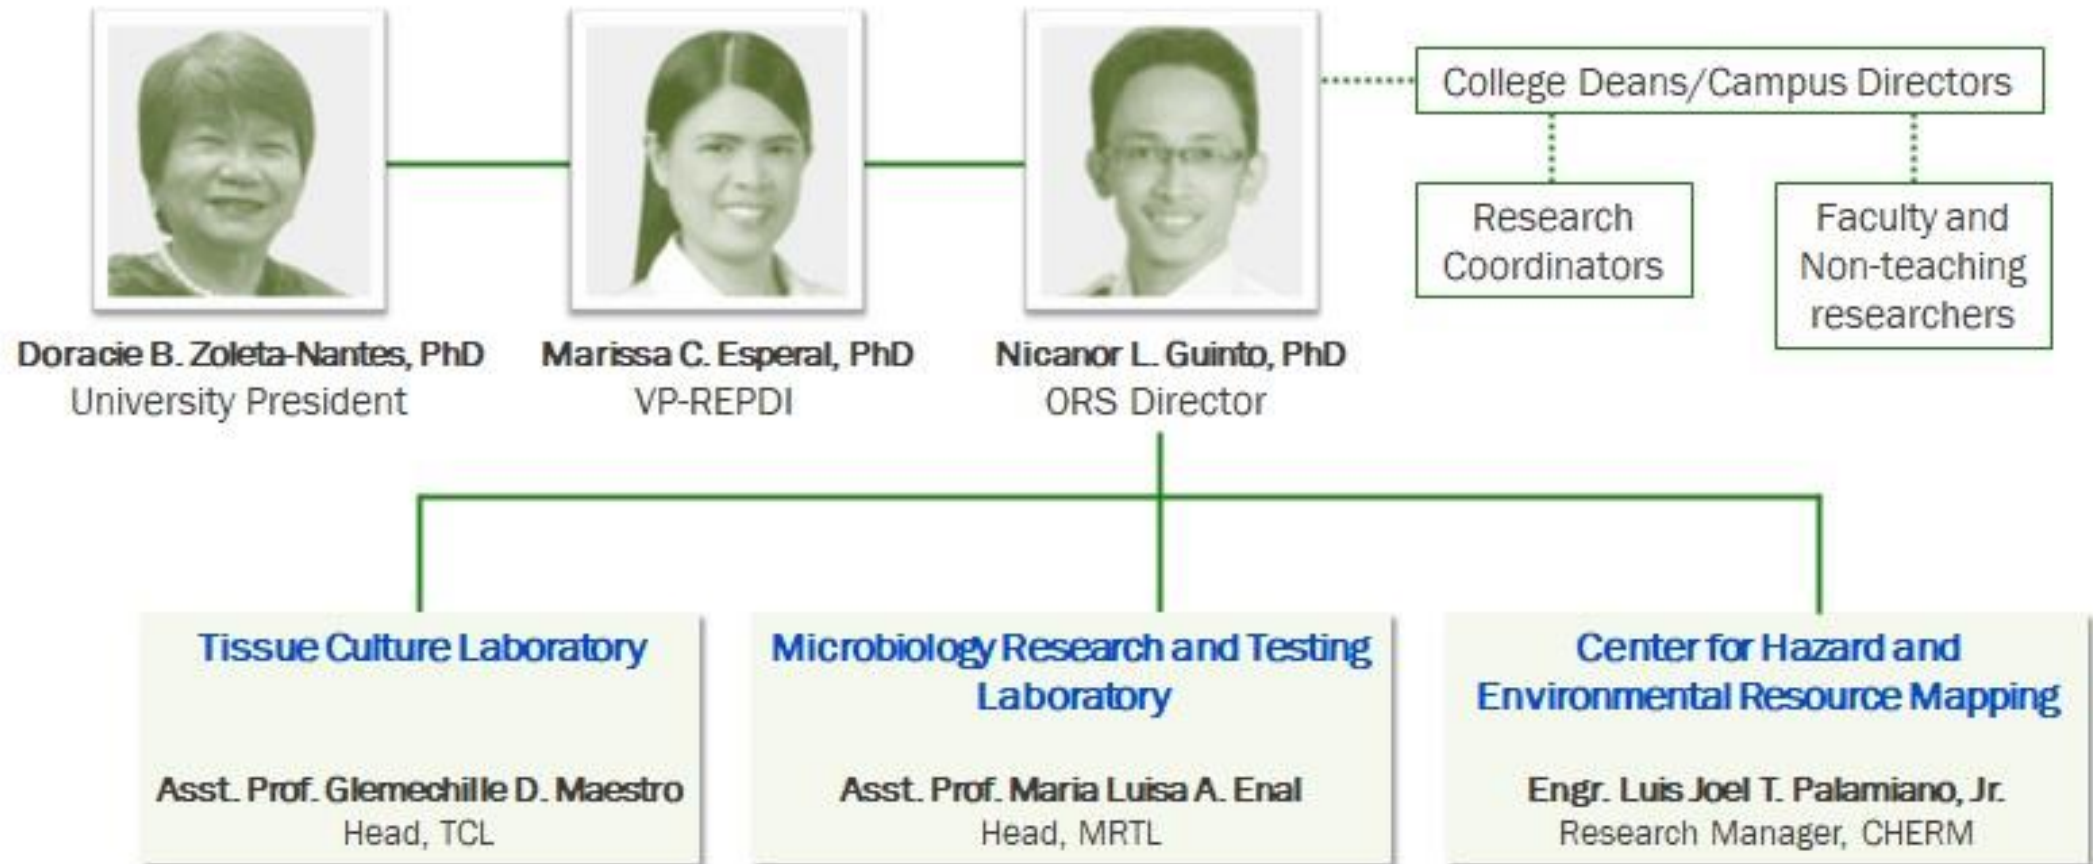 College Deans/Campus Directors
Research
Coordinators
Faculty and
Non-teaching
researchers
Doracie B. Zoleta-Nantes, PhD
University President
Marissa C. Esperal, PhD
VP-REPDI
Nicanor L. Guinto, PhD
ORS Director
Tissue Culture Laboratory
Asst. Prof. Glemechille D. Maestro
Head, TCL
Microbiology Research and Testing
Laboratory
Asst. Prof. Maria Luisa A. Enal
Head, MRTL
Center for Hazard and
Environmental Resource Mapping
Engr. Luis Joel T. Palamiano, Jr.
Research Manager, CHERM